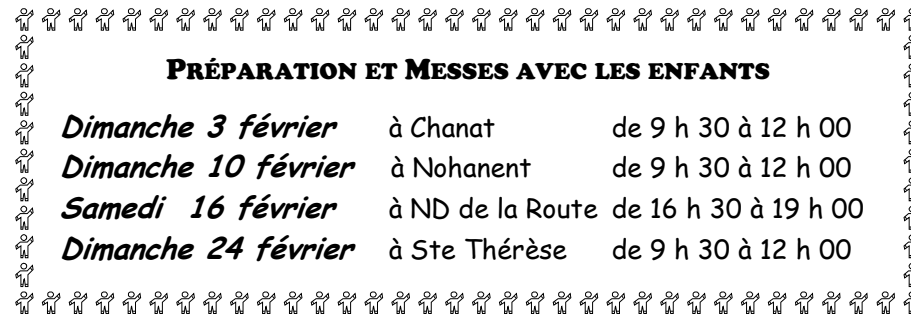 PRÉPARATION ET MESSES AVEC LES ENFANTS
Dimanche 3 février à Chanat de 9 h 30 à 12 h 00
Dimanche 10 février à Nohanent de 9 h 30 à 12 h 00
Samedi 16 février à ND de la Route de 16 h 30 à 19 h 00
Dimanche 24 février à Ste Thérèse de 9 h 30 à 12 h 00